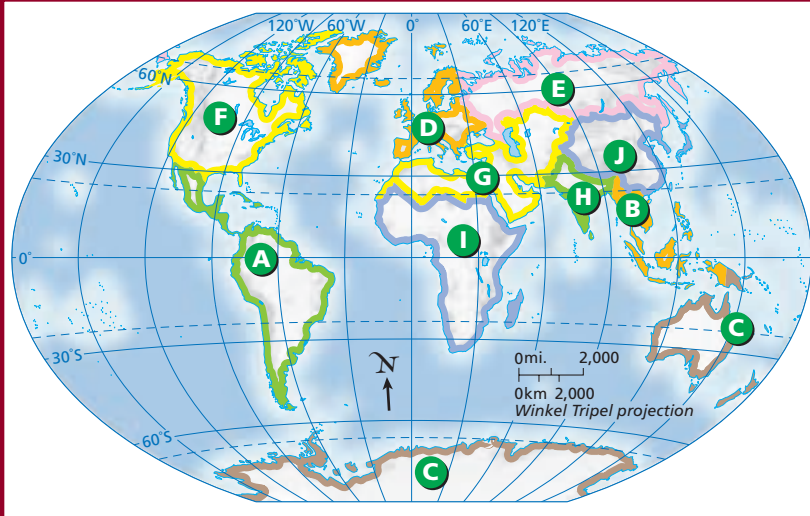 120°W 60°W 0° 60°E 120°E
60°N
30°N
0°
30°S
60°S
F
D
E
G
J
H
B
I
A
C
C
N
0mi. 2,000
0km 2,000
Winkel Tripel projection